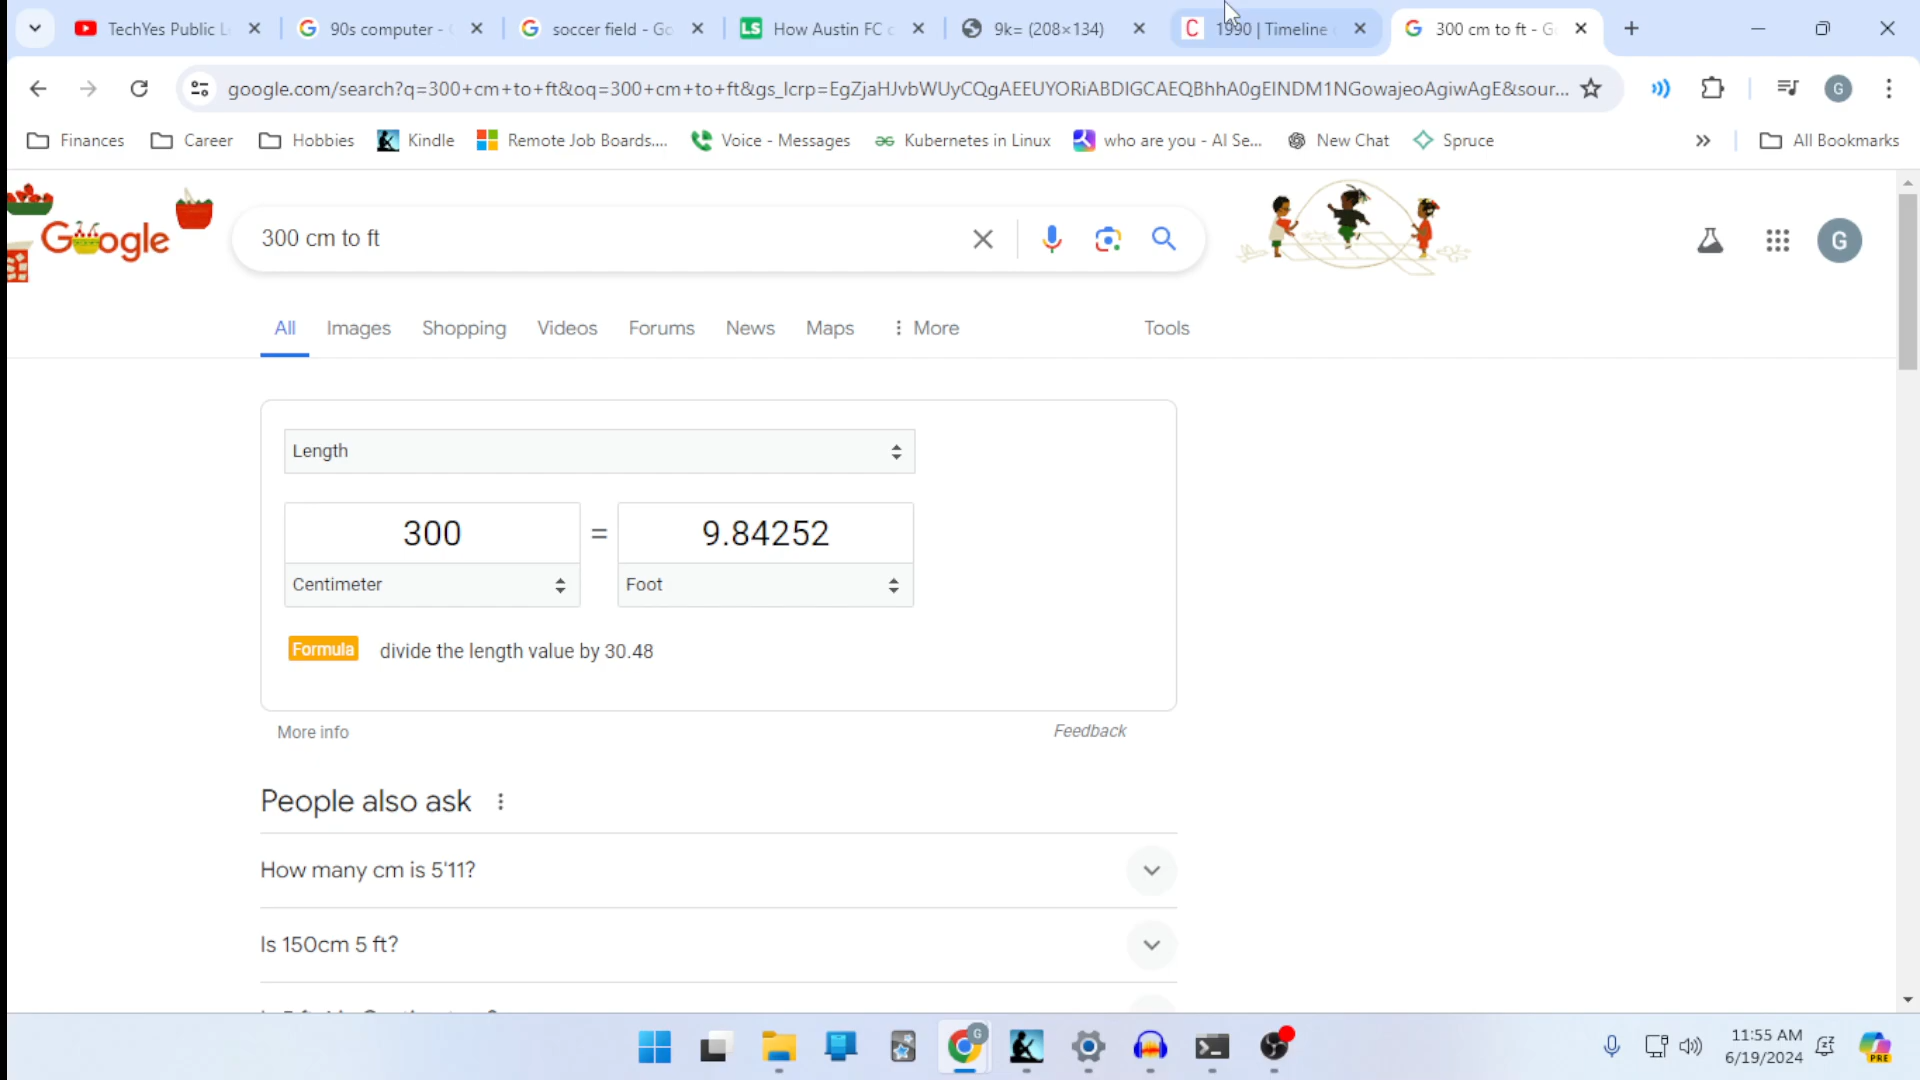 TechYes Public L
90s computer -
soccer field - Go
How Austin FC c
9k= (208×134)
1990 | Timeline
300 cm to ft - G
google.com/search?q=300+cm+to+ft&oq=300+cm+to+ft&gs_lcrp=EgZjaHJvbWUyCQgAEEUYORiABDIGCAEQBhhA0gEINDM1NGowajeoAgiwAgE&sour...
G
Finances
Career
Hobbies
Kindle
Remote Job Boards....
Voice - Messages
Kubernetes in Linux
who are you - AI Se...
New Chat
Spruce
All Bookmarks
Google
300 cm to ft
G
All
Images
Shopping
Videos
Forums
News
Maps
More
Tools
Length
300 = 9.84252
Centimeter
Foot
Formula divide the length value by 30.48
More info
Feedback
People also ask
How many cm is 5'11?
Is 150cm 5 ft?
11:55 AM
6/19/2024
PRE